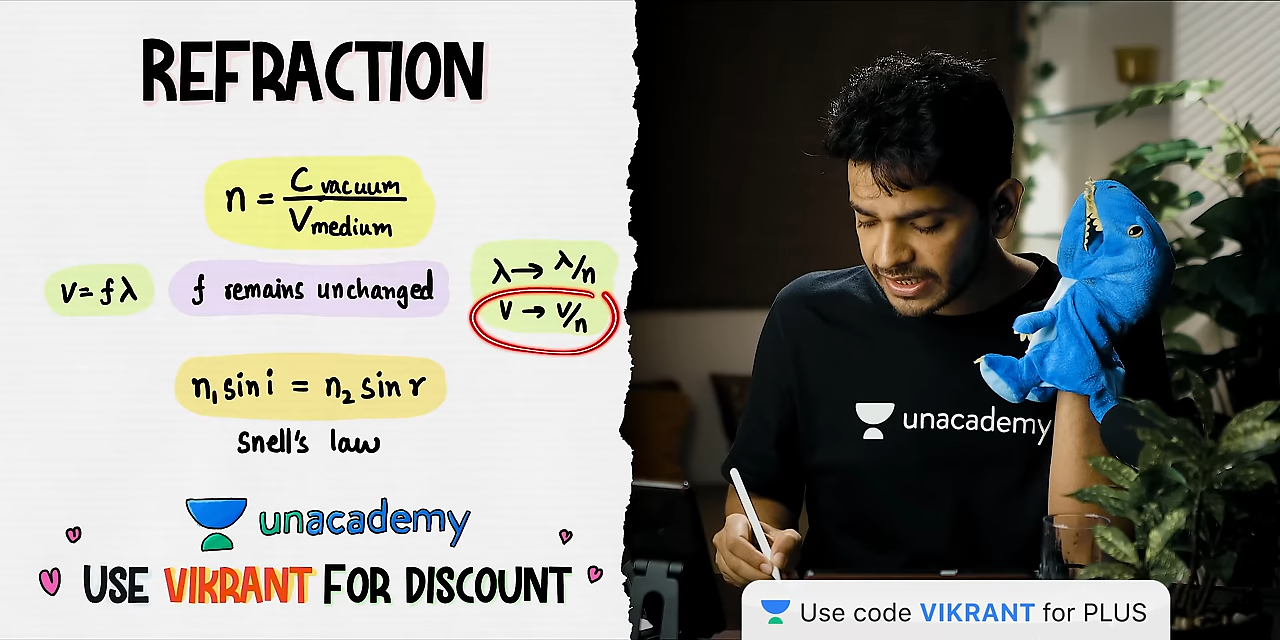 REFRACTION
n = C vacuum / V medium
v = f λ
f remains unchanged
λ → λ/n
v → v/n
n₁ sin i = n₂ sin r
snell's law
unacademy
USE VIKRANT FOR DISCOUNT
unacademy
Use code VIKRANT for PLUS